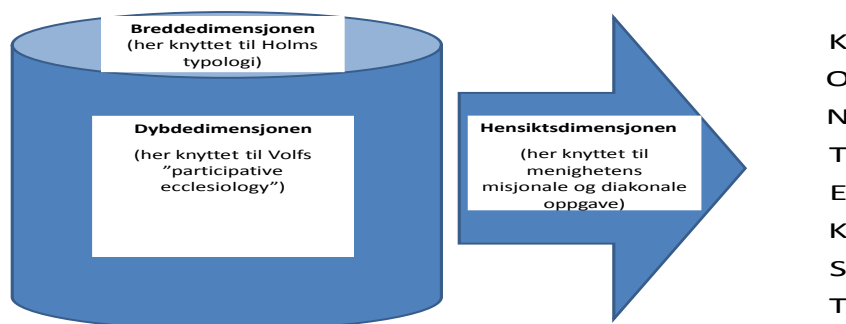 Breddedimensjonen
(her knyttet til Holms
typologi)
Dybdedimensjonen
(her knyttet til Volfs
”participative
ecclesiology”)
Hensiktsdimensjonen
(her knyttet til
menighetens
misjonale og diakonale
oppgave)
K
O
N
T
E
K
S
T